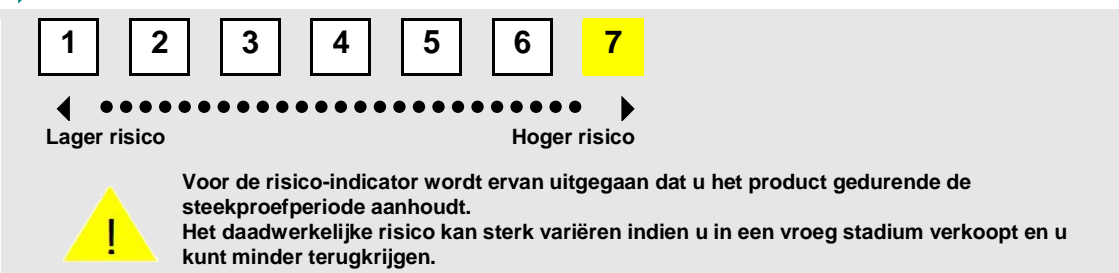 1 2 3 4 5 6 7
Lager risico Hoger risico
!
Voor de risico-indicator wordt ervan uitgegaan dat u het product gedurende de
steekproefperiode aanhoudt.
Het daadwerkelijke risico kan sterk variëren indien u in een vroeg stadium verkoopt en u
kunt minder terugkrijgen.